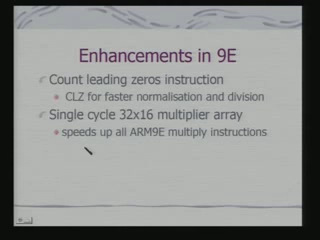 Enhancements in 9E
Count leading zeros instruction
CLZ for faster normalisation and division
Single cycle 32x16 multiplier array
speeds up all ARM9E multiply instructions